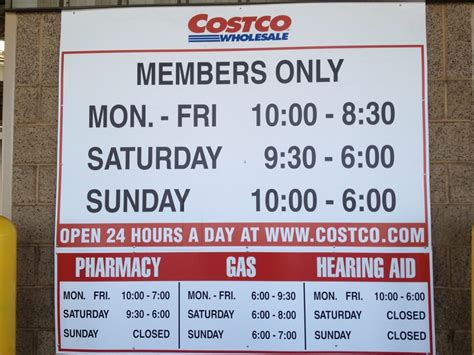 COSTCO
WHOLESALE
MEMBERS ONLY
MON. - FRI 10:00 - 8:30
SATURDAY 9:30 - 6:00
SUNDAY 10:00 - 6:00
OPEN 24 HOURS A DAY AT WWW.COSTCO.COM
PHARMACY
MON. FRI. 10:00 - 7:00
SATURDAY 9:30 - 6:00
SUNDAY CLOSED
GAS
MON. FRI. 6:00 - 9:30
SATURDAY 6:00 - 7:00
SUNDAY 6:00 - 7:00
HEARING AID
MON. FRI. 10:00 - 6:00
SATURDAY CLOSED
SUNDAY CLOSED